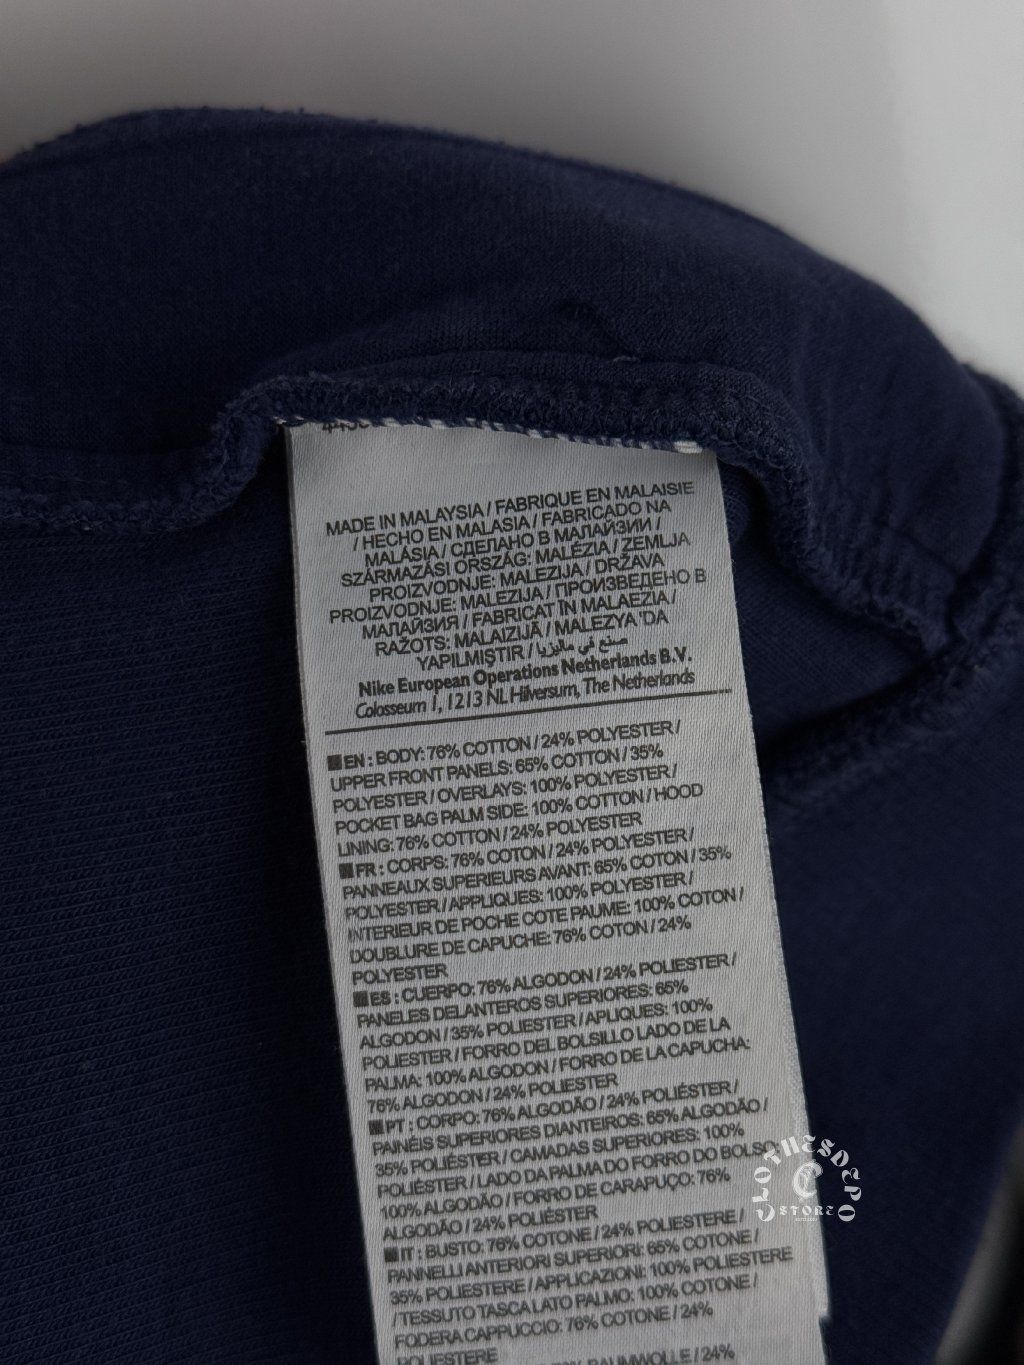 MADE IN MALAYSIA / FABRIQUE EN MALAISIE
/ HECHO EN MALASIA / FABRICADO NA
MALÁSIA / СДЕЛАНО В МАЛАЙЗИИ /
SZÁRMAZÁSI ORSZÁG: MALÉZIA / ZEMLJA
PROIZVODNJE: MALEZIJA / DRŽAVA
PROIZVODNJE: MALEZIJA / ПРОИЗВЕДЕНО В
МАЛАЙЗИЯ / FABRICAT ÎN MALAEZIA /
RAŽOTS: MALAIZIJĀ / MALEZYA'DA
YAPILMIŞTIR / صنع في ماليزيا
Nike European Operations Netherlands B.V.
Colosseum 1, 1213 NL Hilversum, The Netherlands
EN : BODY: 76% COTTON / 24% POLYESTER /
UPPER FRONT PANELS: 65% COTTON / 35%
POLYESTER / OVERLAYS: 100% POLYESTER /
POCKET BAG PALM SIDE: 100% COTTON / HOOD
LINING: 76% COTTON / 24% POLYESTER
FR : CORPS: 76% COTON / 24% POLYESTER /
PANNEAUX SUPERIEURS AVANT: 65% COTON / 35%
POLYESTER / APPLIQUES: 100% POLYESTER /
INTERIEUR DE POCHE COTE PAUME: 100% COTON /
DOUBLURE DE CAPUCHE: 76% COTON / 24%
POLYESTER
ES : CUERPO: 76% ALGODON / 24% POLIESTER /
PANELES DELANTEROS SUPERIORES: 65%
ALGODON / 35% POLIESTER / APLIQUES: 100%
POLIESTER / FORRO DEL BOLSILLO LADO DE LA
PALMA: 100% ALGODON / FORRO DE LA CAPUCHA:
76% ALGODON / 24% POLIESTER
PT : CORPO: 76% ALGODÃO / 24% POLIÉSTER /
PAINÉIS SUPERIORES DIANTEIROS: 65% ALGODÃO /
35% POLIÉSTER / CAMADAS SUPERIORES: 100%
POLIÉSTER / LADO DA PALMA DO FORRO DO BOLSO:
100% ALGODÃO / FORRO DE CARAPUÇO: 76%
ALGODÃO / 24% POLIÉSTER
IT : BUSTO: 76% COTONE / 24% POLIESTERE /
PANNELLI ANTERIORI SUPERIORI: 65% COTONE /
35% POLIESTERE / APPLICAZIONI: 100% POLIESTERE
/ TESSUTO TASCA LATO PALMO: 100% COTONE /
FODERA CAPPUCCIO: 76% COTONE / 24%
POLIESTERE
BAUMWOLLE / 24%
CLOTHESDEPO
STORE